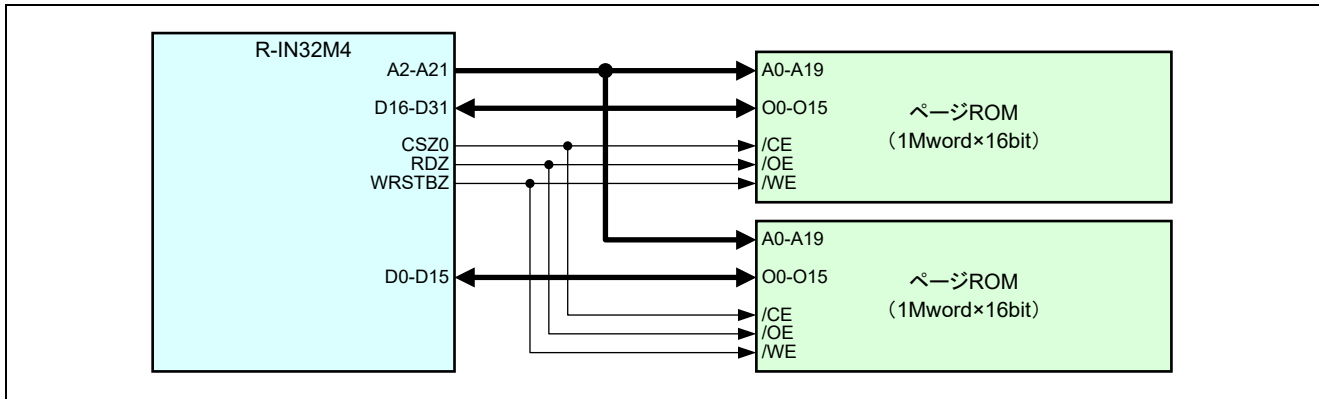 R-IN32M4
A2-A21
D16-D31
CSZ0
RDZ
WRSTBZ
D0-D15
A0-A19
O0-O15
/CE
/OE
/WE
ページROM
（1Mword×16bit）
A0-A19
O0-O15
/CE
/OE
/WE
ページROM
（1Mword×16bit）